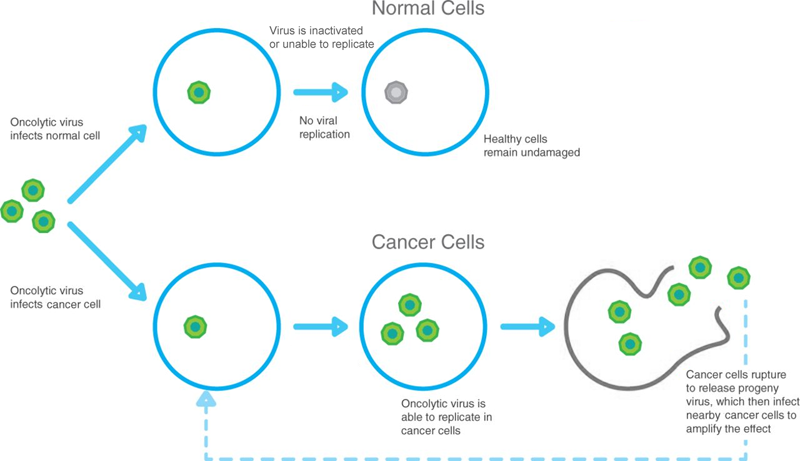 Normal Cells
Virus is inactivated
or unable to replicate
Oncolytic virus
infects normal cell
No viral
replication
Healthy cells
remain undamaged
Cancer Cells
Oncolytic virus
infects cancer cell
Oncolytic virus is
able to replicate in
cancer cells
Cancer cells rupture
to release progeny
virus, which then infect
nearby cancer cells to
amplify the effect